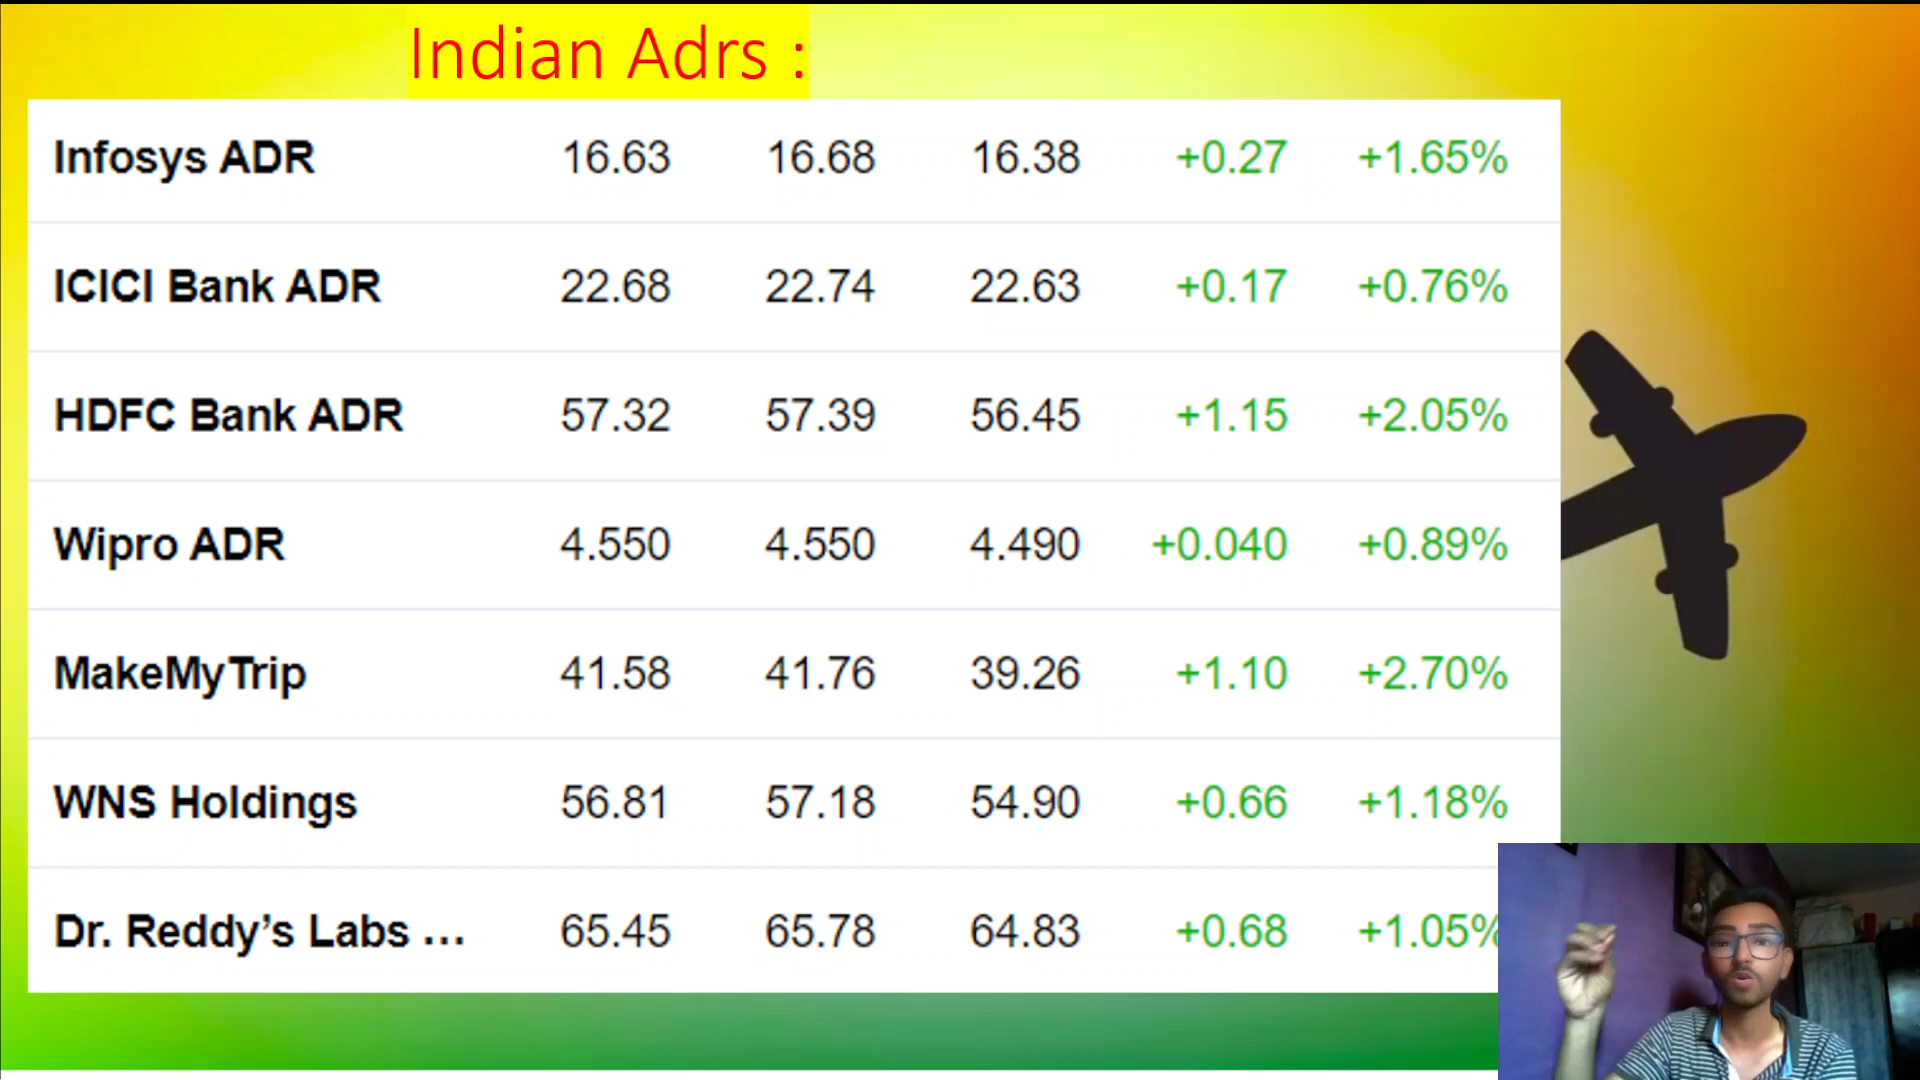 Indian Adrs :
Infosys ADR 16.63 16.68 16.38 +0.27 +1.65%
ICICI Bank ADR 22.68 22.74 22.63 +0.17 +0.76%
HDFC Bank ADR 57.32 57.39 56.45 +1.15 +2.05%
Wipro ADR 4.550 4.550 4.490 +0.040 +0.89%
MakeMyTrip 41.58 41.76 39.26 +1.10 +2.70%
WNS Holdings 56.81 57.18 54.90 +0.66 +1.18%
Dr. Reddy’s Labs ... 65.45 65.78 64.83 +0.68 +1.05%